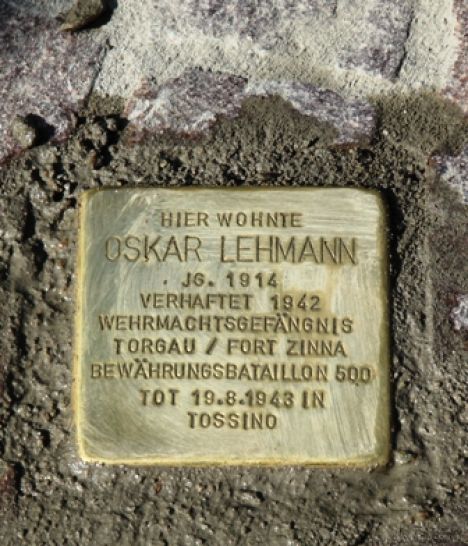 HIER WOHNTE
OSKAR LEHMANN
JG. 1914
VERHAFTET 1942
WEHRMACHTSGEFÄNGNIS
TORGAU / FORT ZINNA
BEWÄHRUNGSBATAILLON 500
TOT 19.8.1943 IN
TOSSINO